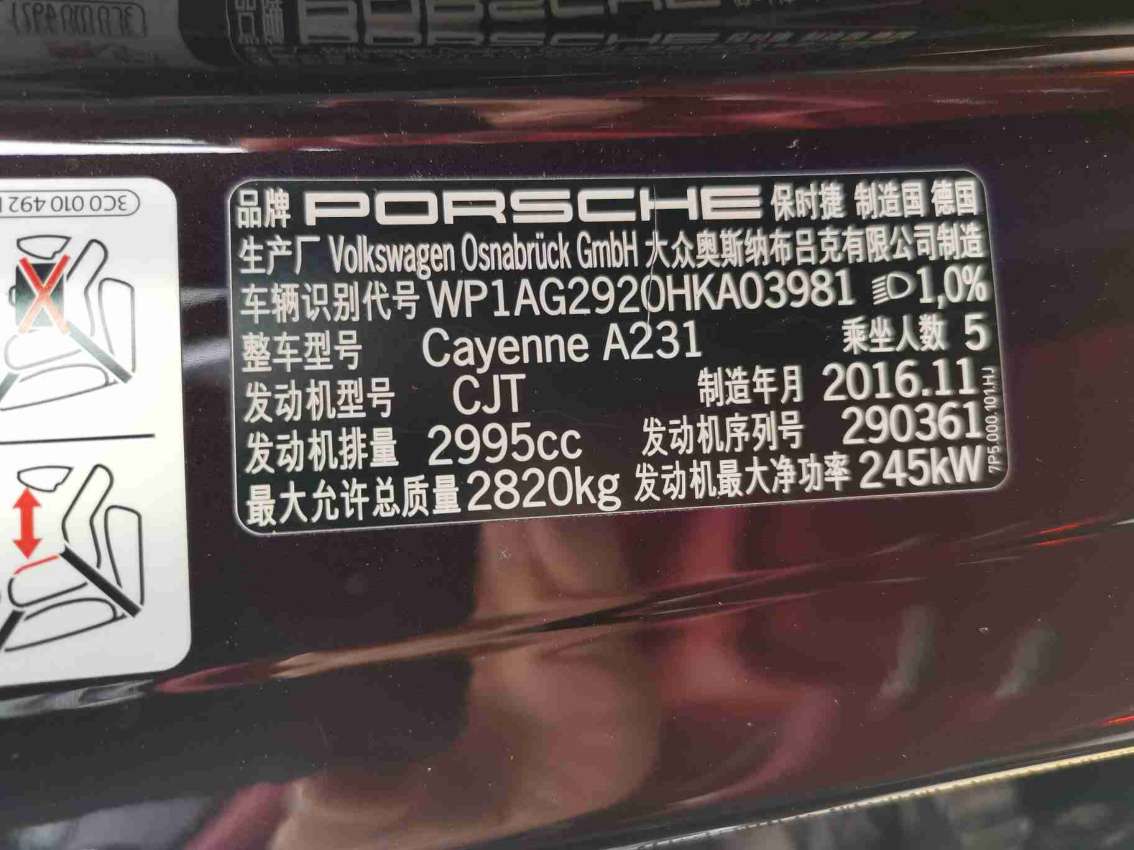 3C0 010 492
品牌 PORSCHE 保时捷 制造国 德国
生产厂 Volkswagen Osnabrück GmbH 大众奥斯纳布吕克有限公司制造
车辆识别代号 WP1AG2920HKA03981 1,0%
整车型号 Cayenne A231 乘坐人数 5
发动机型号 CJT 制造年月 2016.11
发动机排量 2995cc 发动机序列号 290361
最大允许总质量 2820kg 发动机最大净功率 245kW
7P5.000.101.HJ